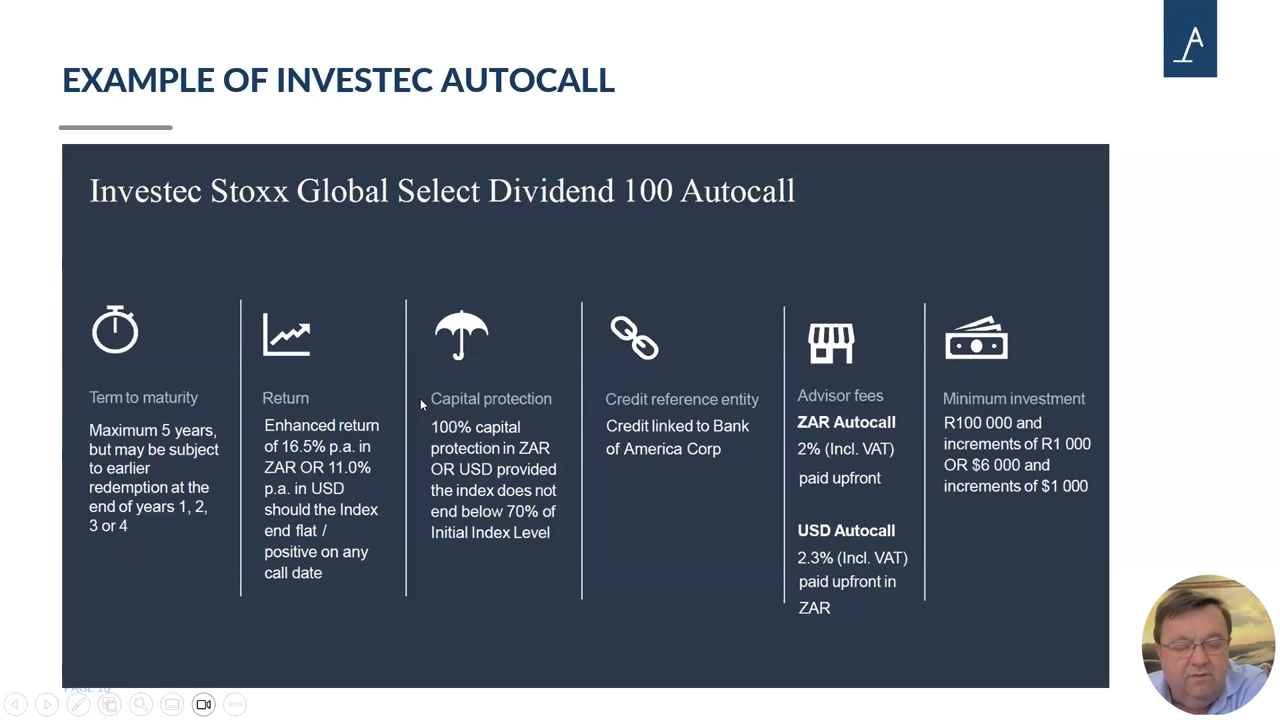 EXAMPLE OF INVESTEC AUTOCALL
Investec Stoxx Global Select Dividend 100 Autocall
Term to maturity
Maximum 5 years,
but may be subject
to earlier
redemption at the
end of years 1, 2,
3 or 4
Return
Enhanced return
of 16.5% p.a. in
ZAR OR 11.0%
p.a. in USD
should the Index
end flat /
positive on any
call date
Capital protection
100% capital
protection in ZAR
OR USD provided
the index does not
end below 70% of
Initial Index Level
Credit reference entity
Credit linked to Bank
of America Corp
Advisor fees
ZAR Autocall
2% (Incl. VAT)
paid upfront
USD Autocall
2.3% (Incl. VAT)
paid upfront in
ZAR
Minimum investment
R100 000 and
increments of R1 000
OR $6 000 and
increments of $1 000